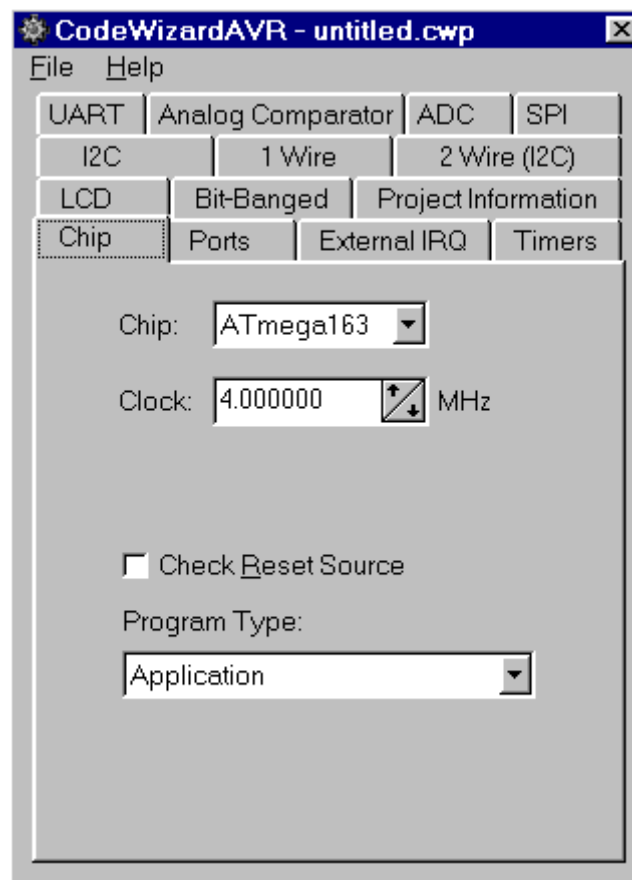 CodeWizardAVR - untitled.cwp
File Help
UART Analog Comparator ADC SPI
I2C 1 Wire 2 Wire (I2C)
LCD Bit-Banged Project Information
Chip Ports External IRQ Timers
Chip: ATmega163
Clock: 4.000000 MHz
Check Reset Source
Program Type:
Application